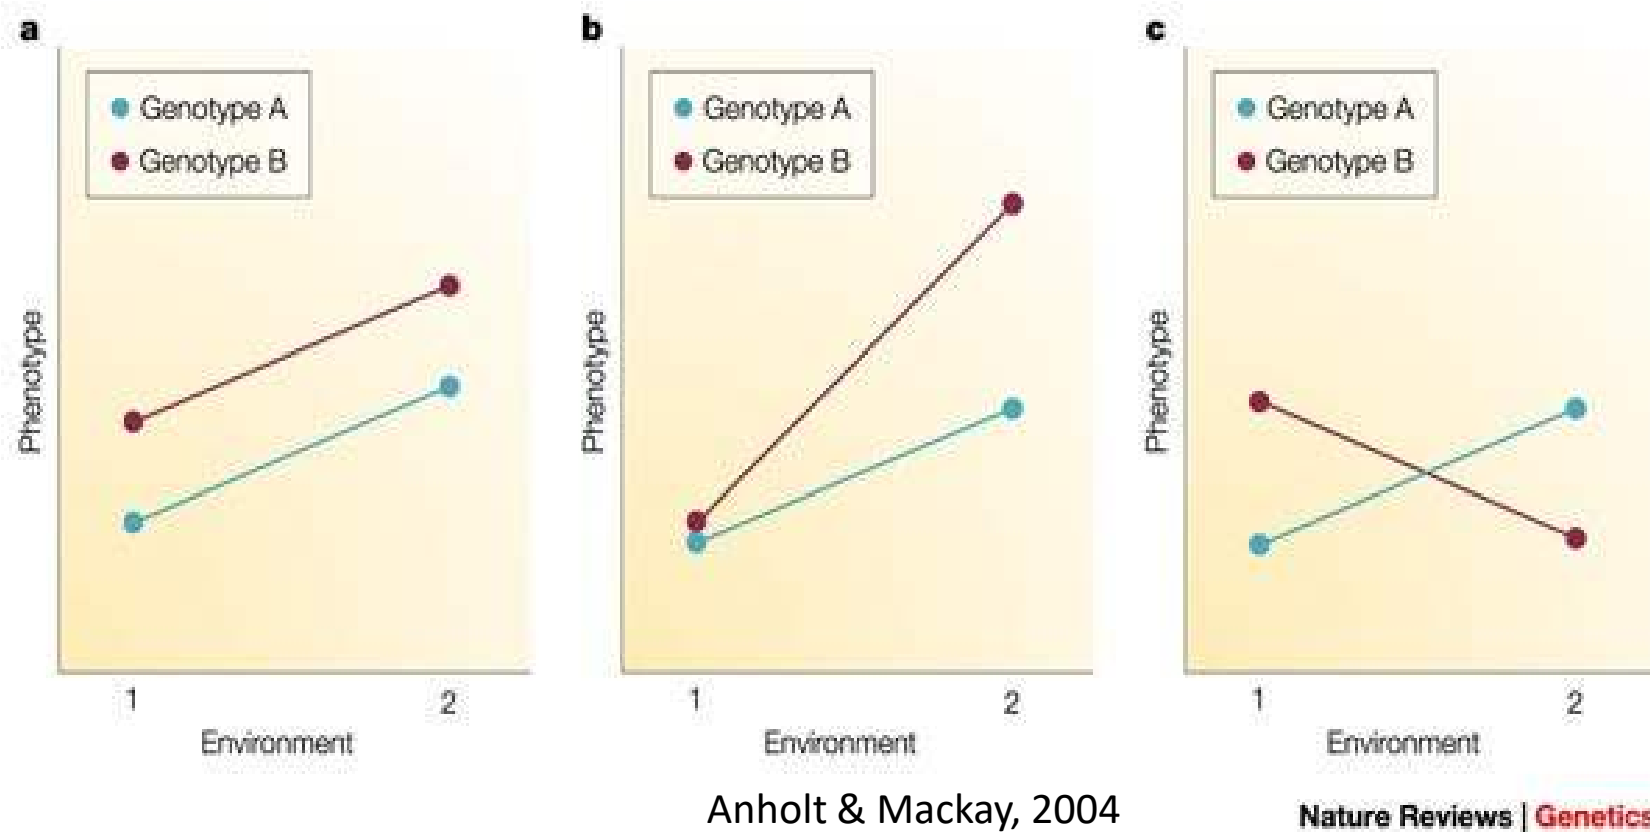 a
Genotype A
Genotype B
Phenotype
1 2
Environment
b
Genotype A
Genotype B
Phenotype
1 2
Environment
c
Genotype A
Genotype B
Phenotype
1 2
Environment
Anholt & Mackay, 2004
Nature Reviews | Genetics